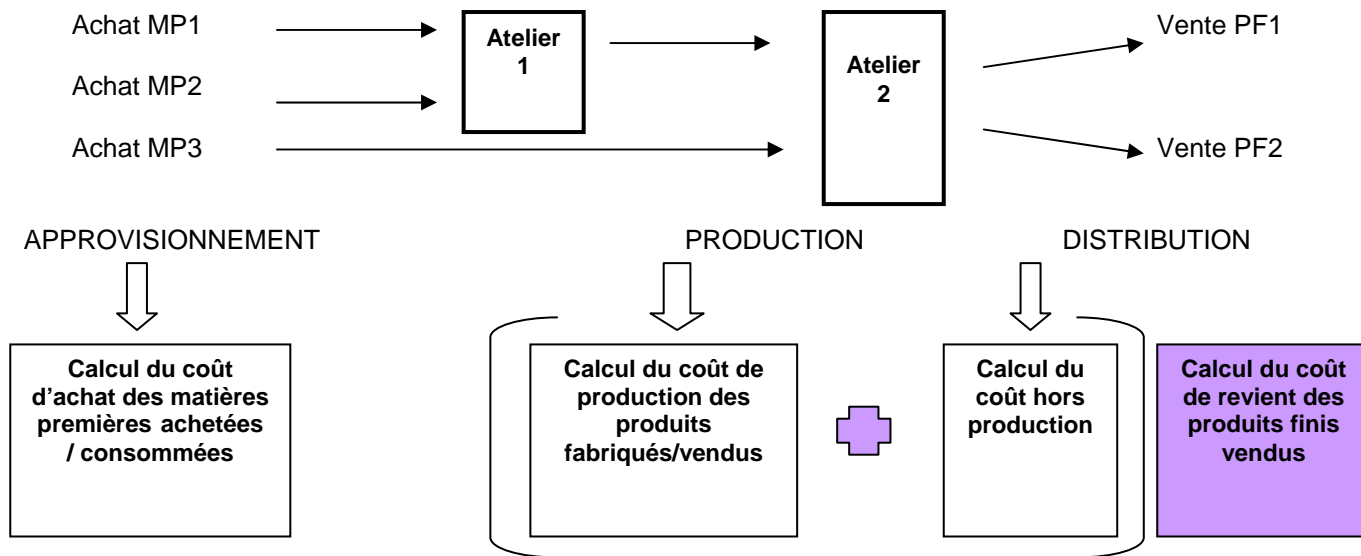 Achat MP1
Atelier
1
Vente PF1
Achat MP2
Atelier
2
Achat MP3
Vente PF2
APPROVISIONNEMENT
PRODUCTION
DISTRIBUTION
Calcul du coût
d’achat des matières
premières achetées
/ consommées
Calcul du coût de
production des
produits
fabriqués/vendus
Calcul du
coût hors
production
Calcul du coût
de revient des
produits finis
vendus